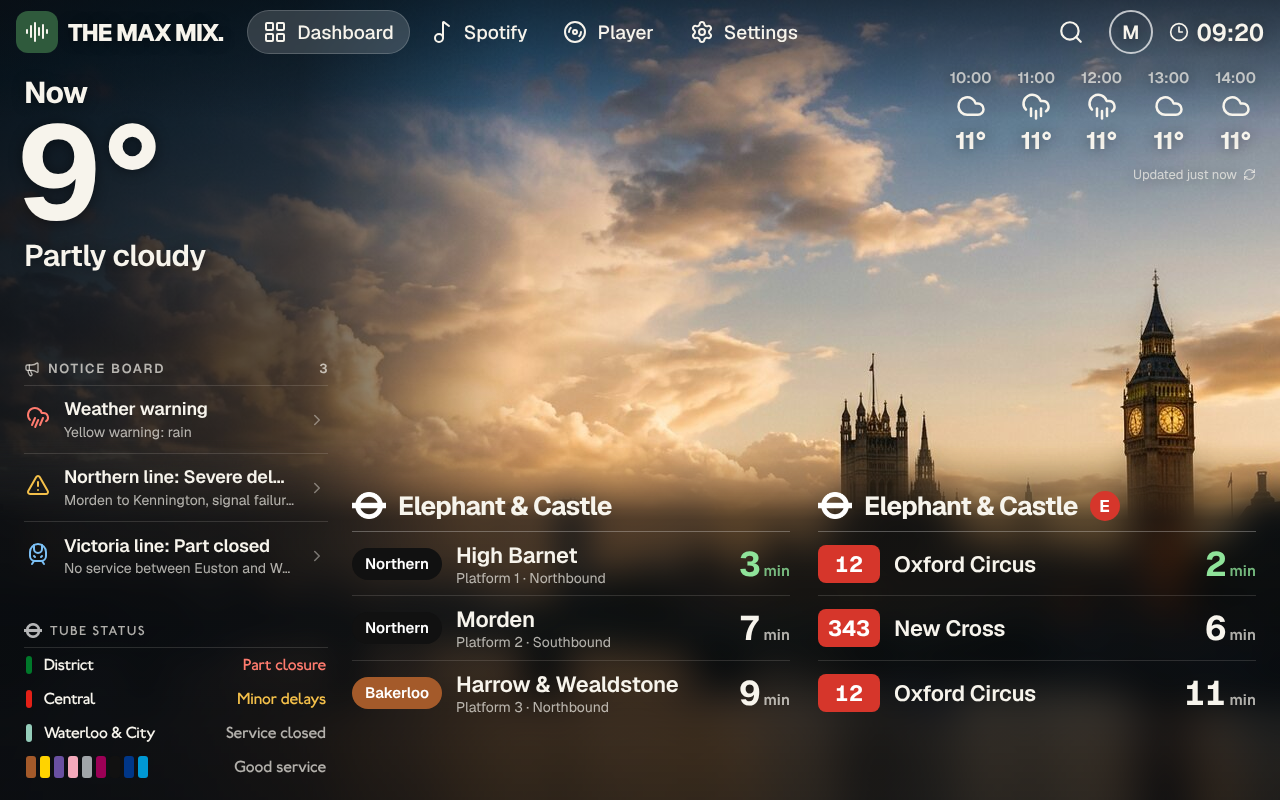 THE MAX MIX.
Dashboard
Spotify
Player
Settings
M
09:20
Now
9°
Partly cloudy
10:00 11:00 12:00 13:00 14:00
11° 11° 11° 11° 11°
Updated just now
NOTICE BOARD 3
Weather warning
Yellow warning: rain
Northern line: Severe del...
Morden to Kennington, signal failur...
Victoria line: Part closed
No service between Euston and W...
TUBE STATUS
District Part closure
Central Minor delays
Waterloo & City Service closed
Good service
Elephant & Castle
Northern High Barnet 3 min
Platform 1 · Northbound
Northern Morden 7 min
Platform 2 · Southbound
Bakerloo Harrow & Wealdstone 9 min
Platform 3 · Northbound
Elephant & Castle E
12 Oxford Circus 2 min
343 New Cross 6 min
12 Oxford Circus 11 min